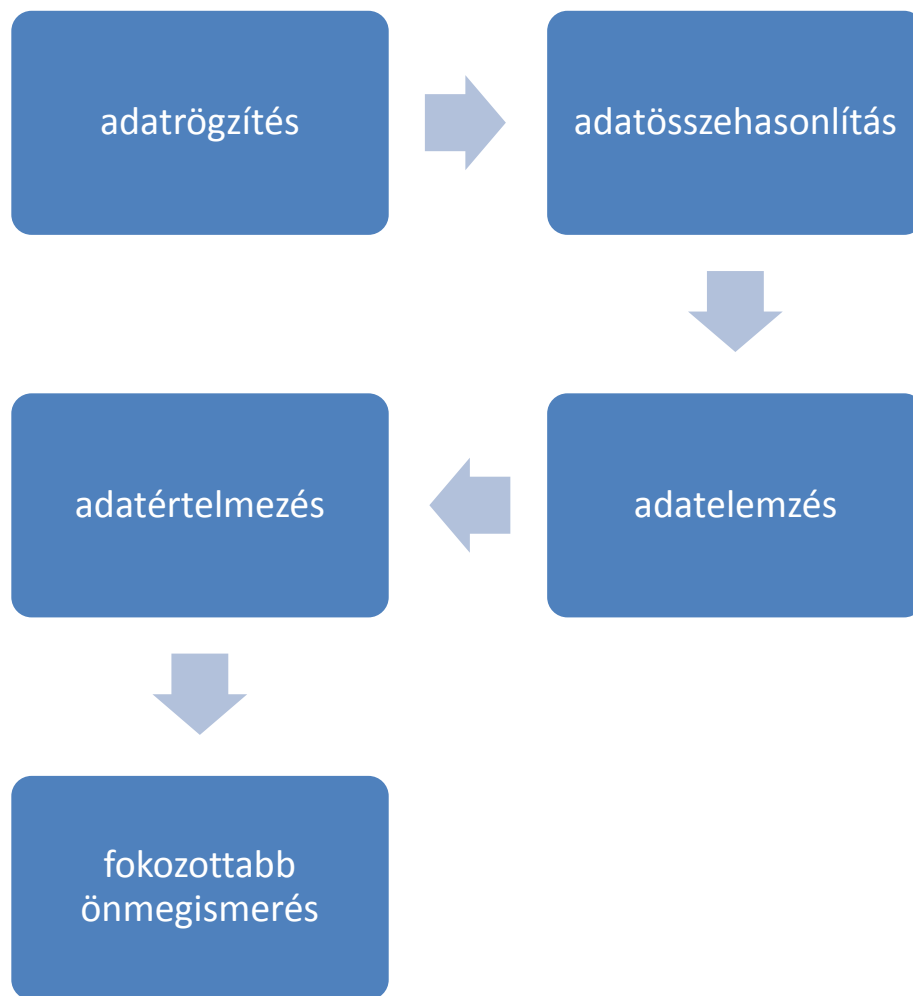 adatrögzítés
adatösszehasonlítás
adatelemzés
adatértelmezés
fokozottabb
önmegismerés